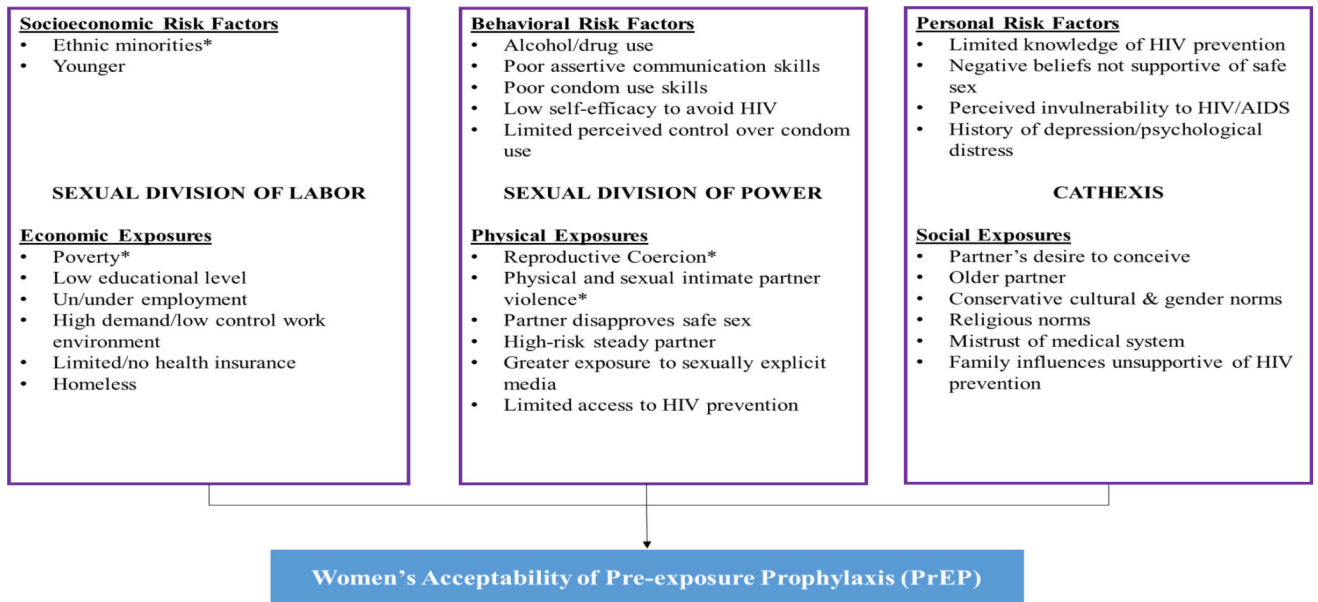 Socioeconomic Risk Factors
• Ethnic minorities*
• Younger
SEXUAL DIVISION OF LABOR
Economic Exposures
• Poverty*
• Low educational level
• Un/under employment
• High demand/low control work
environment
• Limited/no health insurance
• Homeless
Behavioral Risk Factors
• Alcohol/drug use
• Poor assertive communication skills
• Poor condom use skills
• Low self-efficacy to avoid HIV
• Limited perceived control over condom
use
SEXUAL DIVISION OF POWER
Physical Exposures
• Reproductive Coercion*
• Physical and sexual intimate partner
violence*
• Partner disapproves safe sex
• High-risk steady partner
• Greater exposure to sexually explicit
media
• Limited access to HIV prevention
Personal Risk Factors
• Limited knowledge of HIV prevention
• Negative beliefs not supportive of safe
sex
• Perceived invulnerability to HIV/AIDS
• History of depression/psychological
distress
CATHEXIS
Social Exposures
• Partner's desire to conceive
• Older partner
• Conservative cultural & gender norms
• Religious norms
• Mistrust of medical system
• Family influences unsupportive of HIV
prevention
Women's Acceptability of Pre-exposure Prophylaxis (PrEP)